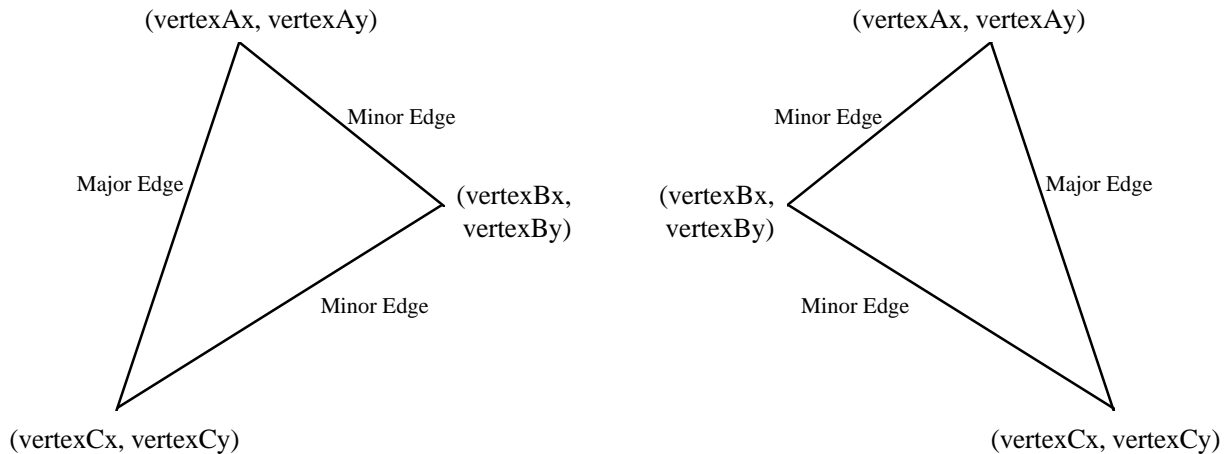 (vertexAx, vertexAy)
Minor Edge
Major Edge
(vertexBx,
vertexBy)
Minor Edge
(vertexCx, vertexCy)
(vertexAx, vertexAy)
Minor Edge
Major Edge
(vertexBx,
vertexBy)
Minor Edge
(vertexCx, vertexCy)